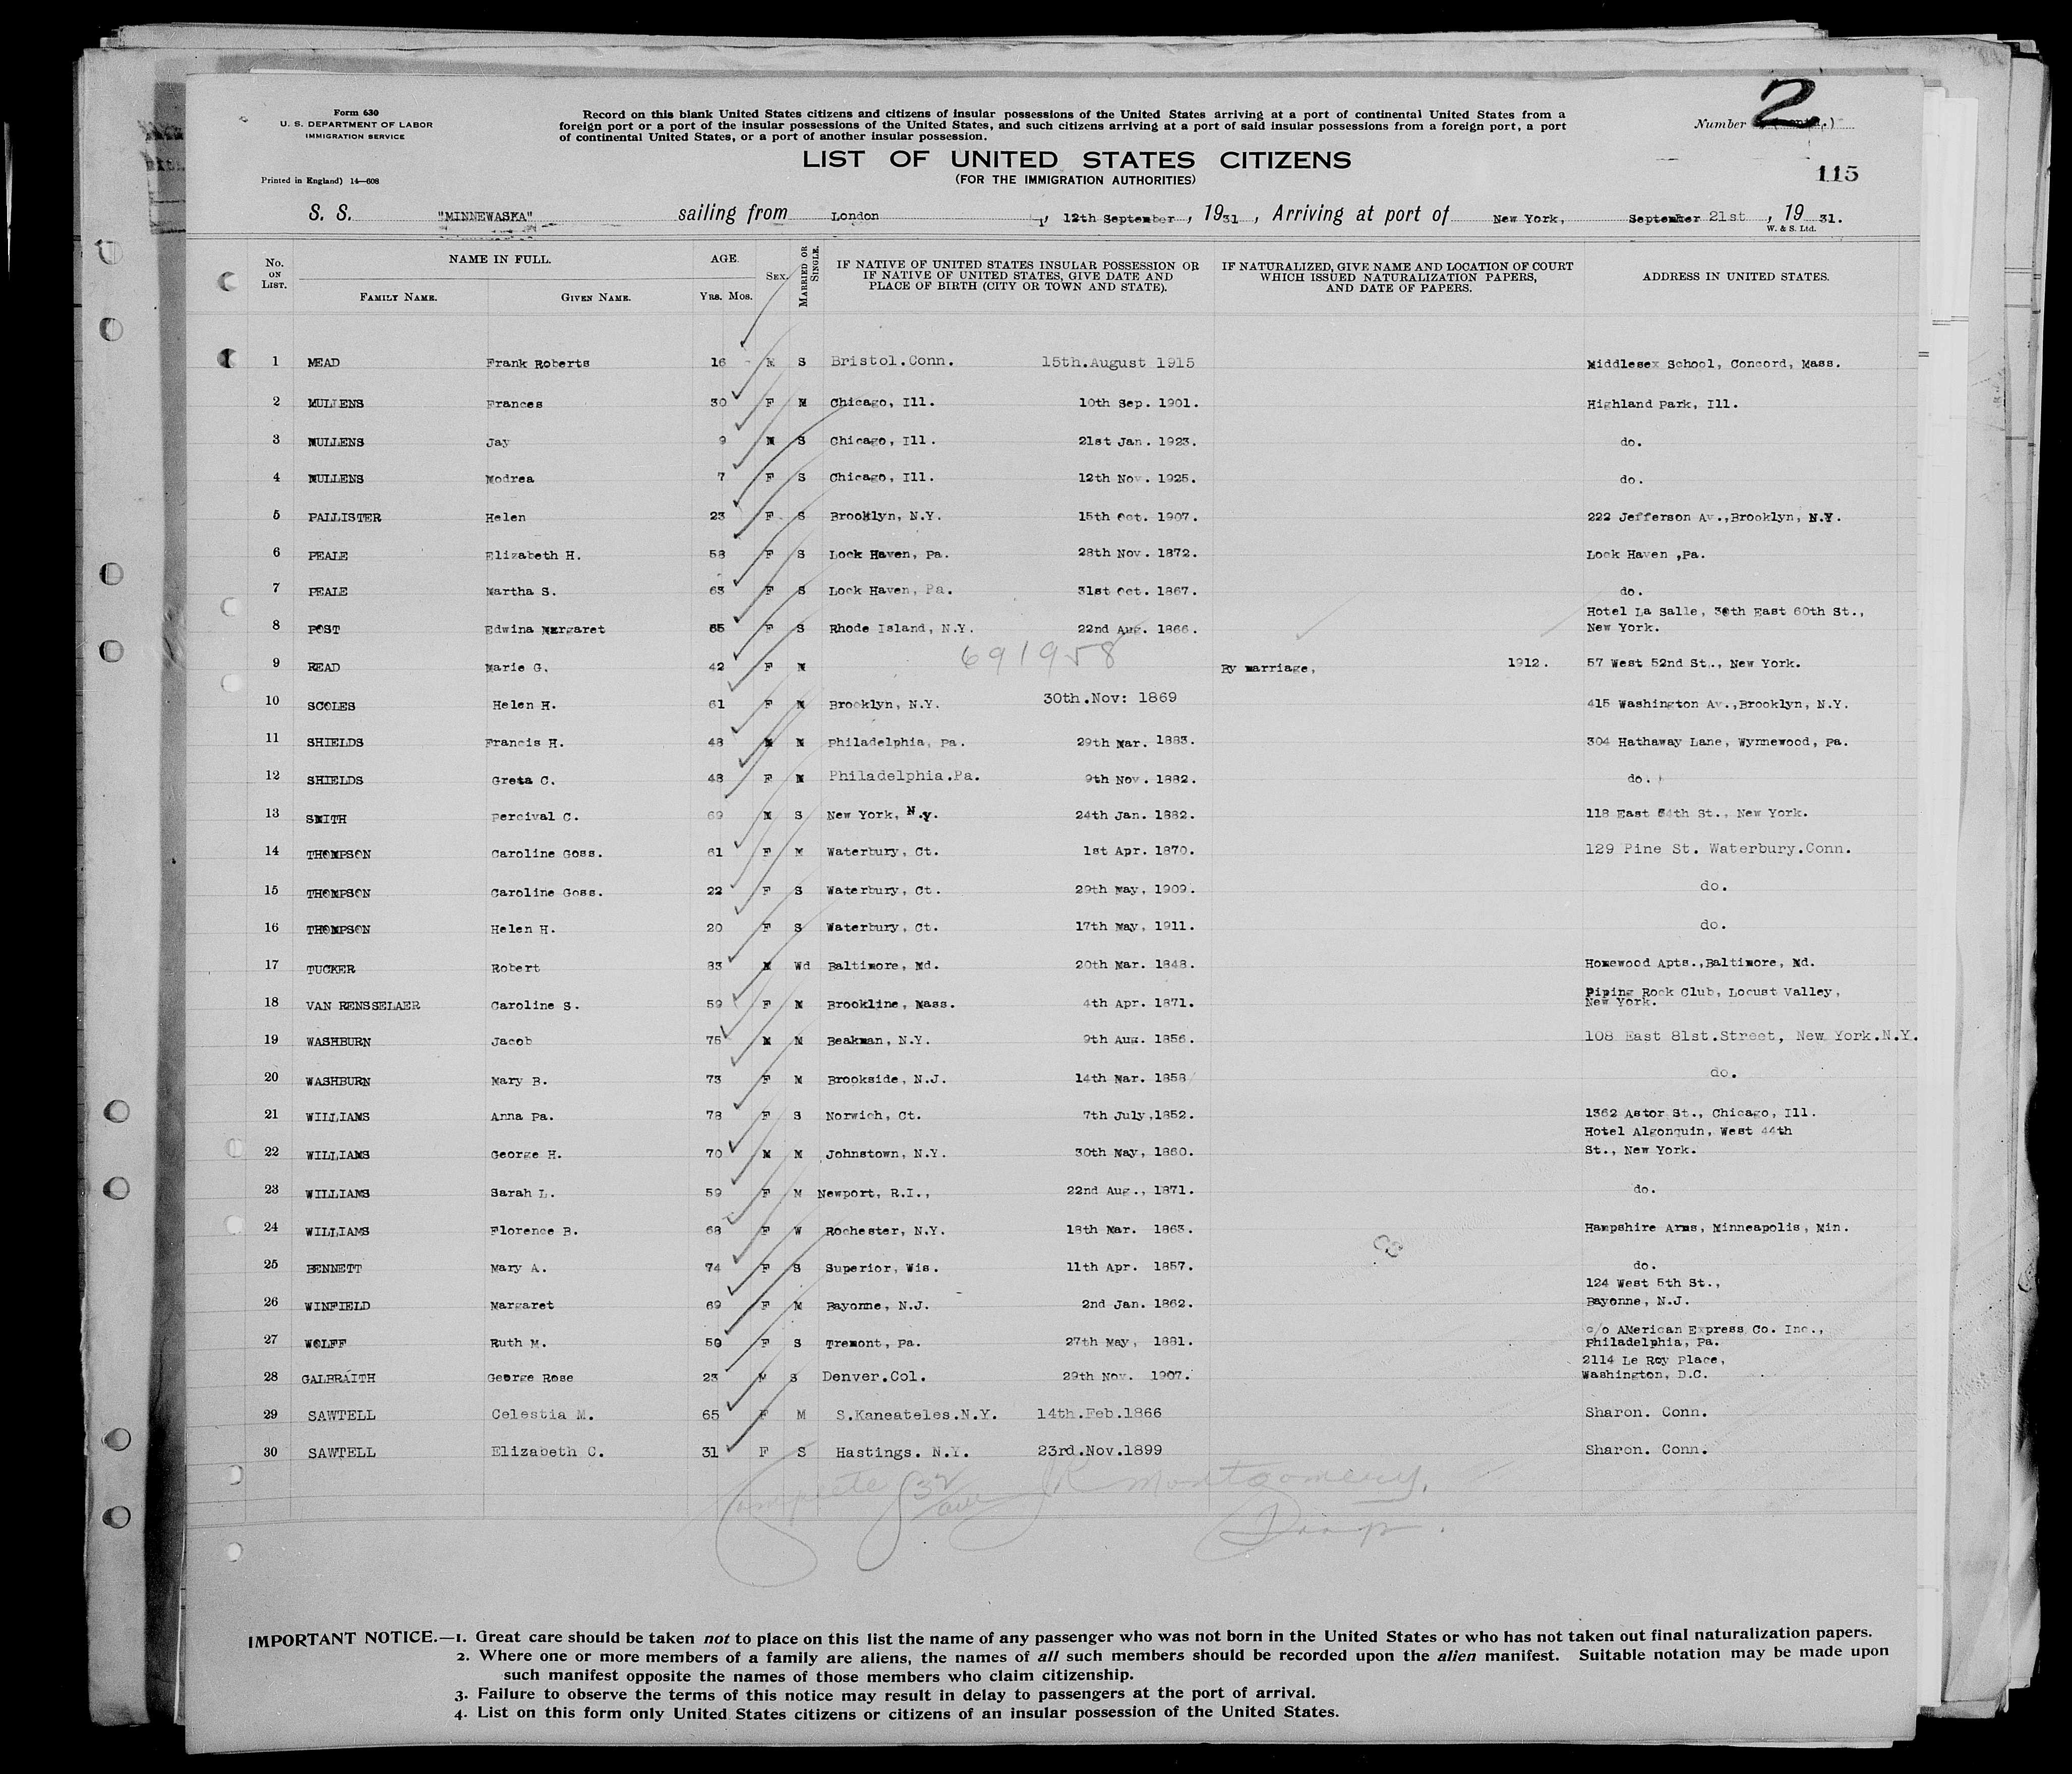 Form 630
U. S. DEPARTMENT OF LABOR
IMMIGRATION SERVICE
Printed in England) 14—608
Record on this blank United States citizens and citizens of insular possessions of the United States arriving at a port of continental United States from a
foreign port or a port of the insular possessions of the United States, and such citizens arriving at a port of said insular possessions from a foreign port, a port
of continental United States, or a port of another insular possession.
Number 2
115
LIST OF UNITED STATES CITIZENS
(FOR THE IMMIGRATION AUTHORITIES)
S. S. "MINNEWASKA" sailing from London, 12th September, 1931, Arriving at port of New York, September 21st, 1931.
W. & S. Ltd.
No. ON LIST. NAME IN FULL. AGE. SEX. MARRIED OR SINGLE. IF NATIVE OF UNITED STATES INSULAR POSSESSION OR IF NATIVE OF UNITED STATES, GIVE DATE AND PLACE OF BIRTH (CITY OR TOWN AND STATE). IF NATURALIZED, GIVE NAME AND LOCATION OF COURT WHICH ISSUED NATURALIZATION PAPERS, AND DATE OF PAPERS. ADDRESS IN UNITED STATES.
FAMILY NAME. GIVEN NAME. YRS. MOS.
1 MEAD Frank Roberts 16 - M S Bristol.Conn. 15th.August 1915 Middlesex School, Concord, Mass.
2 MULLENS Frances 30 F M Chicago, Ill. 10th Sep. 1901. Highland Park, Ill.
3 MULLENS Jay 9 M S Chicago, Ill. 21st Jan. 1923. do.
4 MULLENS Modrea 7 F S Chicago, Ill. 12th Nov. 1925. do.
5 PALLISTER Helen 23 F S Brooklyn, N.Y. 15th Oct. 1907. 222 Jefferson Av.,Brooklyn, N.Y.
6 PEALE Elizabeth H. 58 F S Lock Haven, Pa. 28th Nov. 1872. Lock Haven ,Pa.
7 PEALE Martha S. 63 F S Lock Haven, Pa. 31st Oct. 1867. do.
8 POST Edwina Margaret 65 F S Rhode Island, N.Y. 22nd Aug. 1866. Hotel La Salle, 30th East 60th St., New York.
691958
9 READ Marie G. 42 F M By marriage, 1912. 57 West 52nd St., New York.
10 SCOLES Helen H. 61 F M Brooklyn, N.Y. 30th.Nov: 1869 415 Washington Av.,Brooklyn, N.Y.
11 SHIELDS Francis H. 48 M M Philadelphia, Pa. 29th Mar. 1883. 304 Hathaway Lane, Wynnewood, Pa.
12 SHIELDS Greta C. 48 F M Philadelphia.Pa. 9th Nov. 1882. do.
13 SMITH Percival C. 69 M S New York, N.y. 24th Jan. 1882. 118 East 54th St., New York.
14 THOMPSON Caroline Goss. 61 F M Waterbury, Ct. 1st Apr. 1870. 129 Pine St. Waterbury.Conn.
15 THOMPSON Caroline Goss. 22 F S Waterbury, Ct. 29th May, 1909. do.
16 THOMPSON Helen H. 20 F S Waterbury, Ct. 17th May, 1911. do.
17 TUCKER Robert 83 M Wd Baltimore, Md. 20th Mar. 1848. Homewood Apts.,Baltimore, Md.
18 VAN RENSSELAER Caroline S. 59 F M Brookline, Mass. 4th Apr. 1871. Piping Rock Club, Locust Valley, New York.
19 WASHBURN Jacob 75 M M Beakman, N.Y. 9th Aug. 1856. 108 East 81st.Street, New York.N.Y.
20 WASHBURN Mary B. 73 F M Brookside, N.J. 14th Mar. 1858 do.
21 WILLIAMS Anna Pa. 78 F S Norwich, Ct. 7th July,1852. 1362 Astor St., Chicago, Ill.
22 WILLIAMS George H. 70 M M Johnstown, N.Y. 30th May, 1860. Hotel Algonquin, West 44th St., New York.
23 WILLIAMS Sarah L. 59 F M Newport, R.I., 22nd Aug., 1871. do.
24 WILLIAMS Florence B. 68 F W Rochester, N.Y. 18th Mar. 1863. Hampshire Arms, Minneapolis, Min.
25 BENNETT Mary A. 74 F S Superior, Wis. 11th Apr. 1857. do.
26 WINFIELD Margaret 69 F M Bayonne, N.J. 2nd Jan. 1862. 124 West 5th St., Bayonne, N.J.
27 WOLFF Ruth M. 50 F S Tremont, Pa. 27th May, 1881. c/o AMerican Express Co. Inc., Philadelphia, Pa.
28 GALBRAITH George Rose 23 M S Denver.Col. 29th Nov. 1907. 2114 Le Roy Place, Washington, D.C.
29 SAWTELL Celestia M. 65 F M S.Kaneateles.N.Y. 14th.Feb.1866 Sharon. Conn.
30 SAWTELL Elizabeth C. 31 F S Hastings. N.Y. 23rd.Nov.1899 Sharon. Conn.
Complete JR Montgomery.
Insp.
IMPORTANT NOTICE.—1. Great care should be taken not to place on this list the name of any passenger who was not born in the United States or who has not taken out final naturalization papers.
2. Where one or more members of a family are aliens, the names of all such members should be recorded upon the alien manifest. Suitable notation may be made upon
such manifest opposite the names of those members who claim citizenship.
3. Failure to observe the terms of this notice may result in delay to passengers at the port of arrival.
4. List on this form only United States citizens or citizens of an insular possession of the United States.